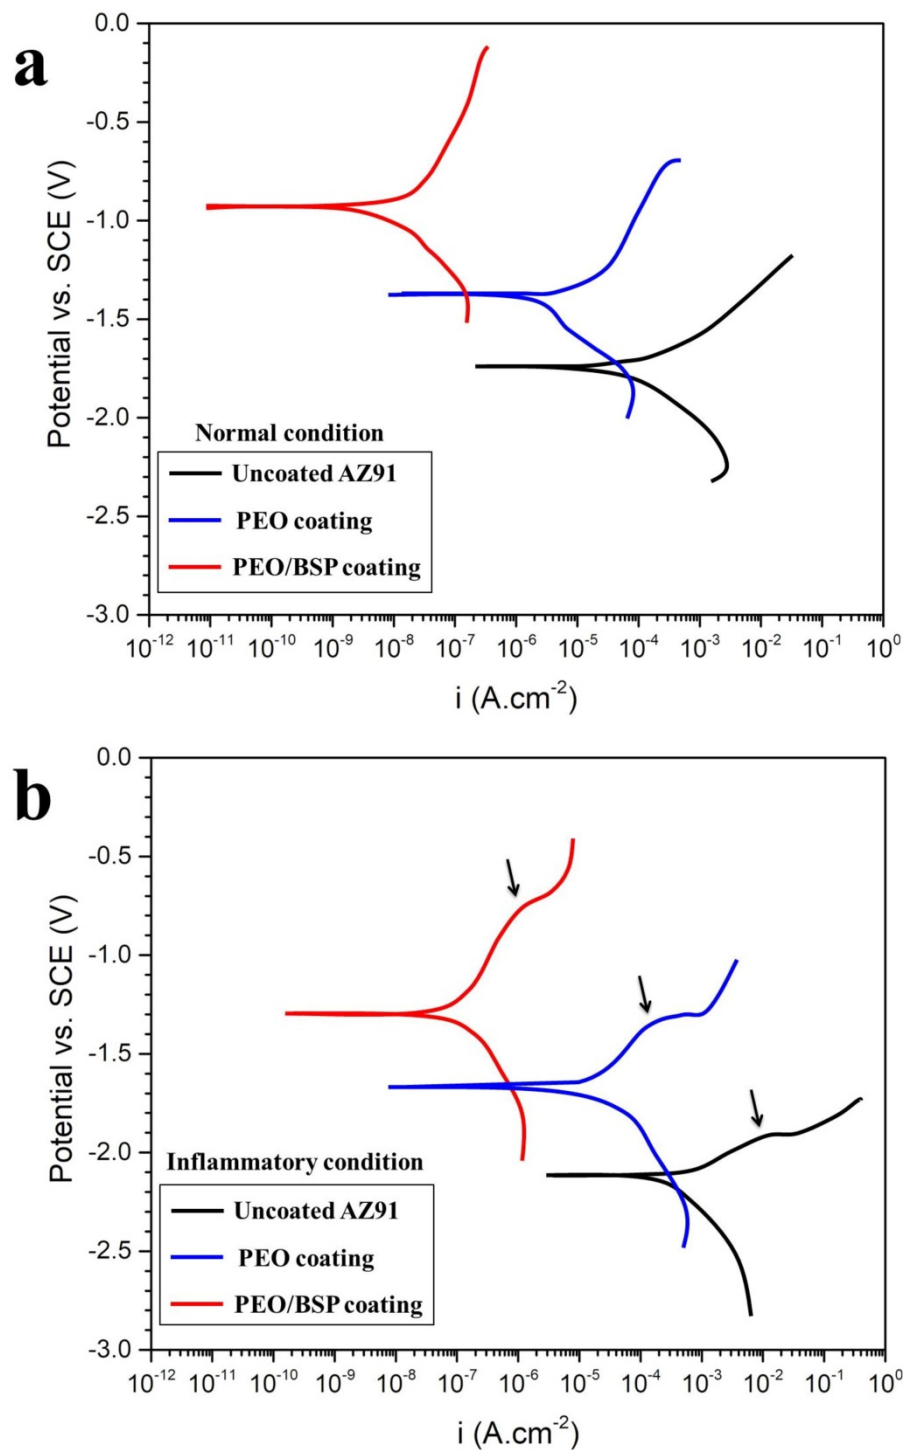 a
0.0
-0.5
-1.0
-1.5
-2.0
-2.5
-3.0
Potential vs. SCE (V)
Normal condition
Uncoated AZ91
PEO coating
PEO/BSP coating
10⁻¹² 10⁻¹¹ 10⁻¹⁰ 10⁻⁹ 10⁻⁸ 10⁻⁷ 10⁻⁶ 10⁻⁵ 10⁻⁴ 10⁻³ 10⁻² 10⁻¹ 10⁰
i (A.cm⁻²)
b
0.0
-0.5
-1.0
-1.5
-2.0
-2.5
-3.0
Potential vs. SCE (V)
Inflammatory condition
Uncoated AZ91
PEO coating
PEO/BSP coating
10⁻¹² 10⁻¹¹ 10⁻¹⁰ 10⁻⁹ 10⁻⁸ 10⁻⁷ 10⁻⁶ 10⁻⁵ 10⁻⁴ 10⁻³ 10⁻² 10⁻¹ 10⁰
i (A.cm⁻²)